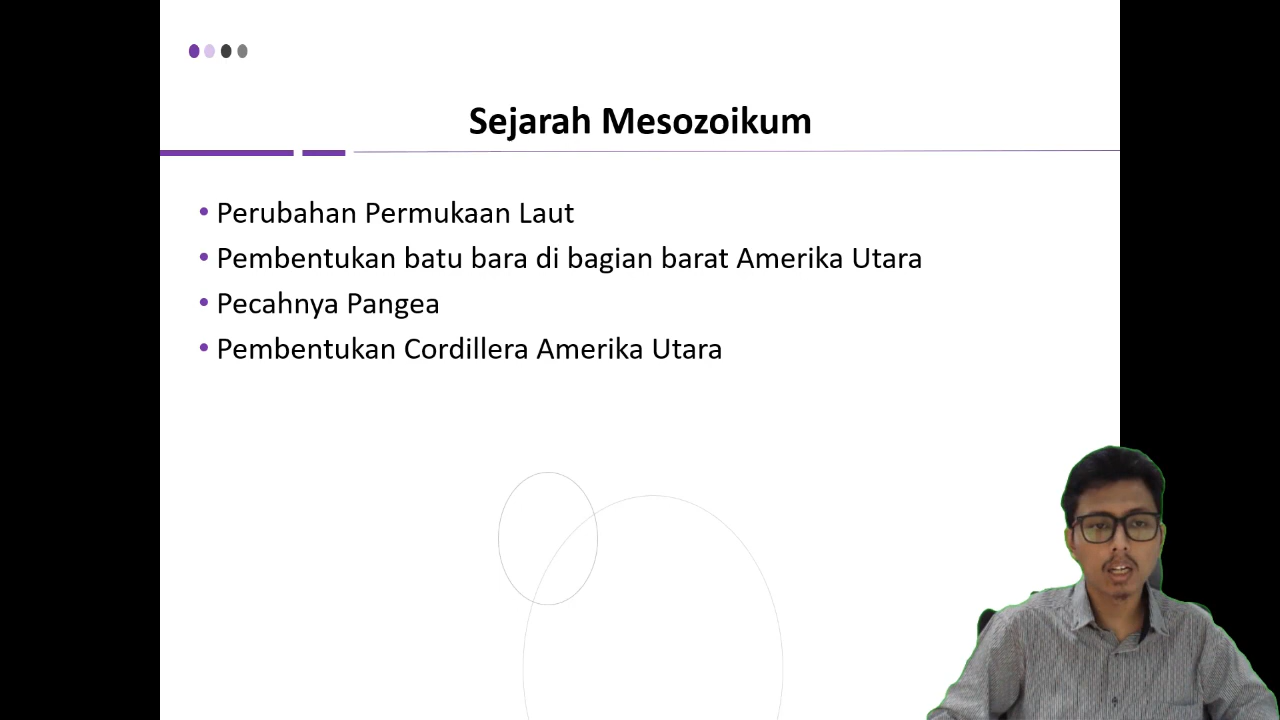 Sejarah Mesozoikum
• Perubahan Permukaan Laut
• Pembentukan batu bara di bagian barat Amerika Utara
• Pecahnya Pangea
• Pembentukan Cordillera Amerika Utara